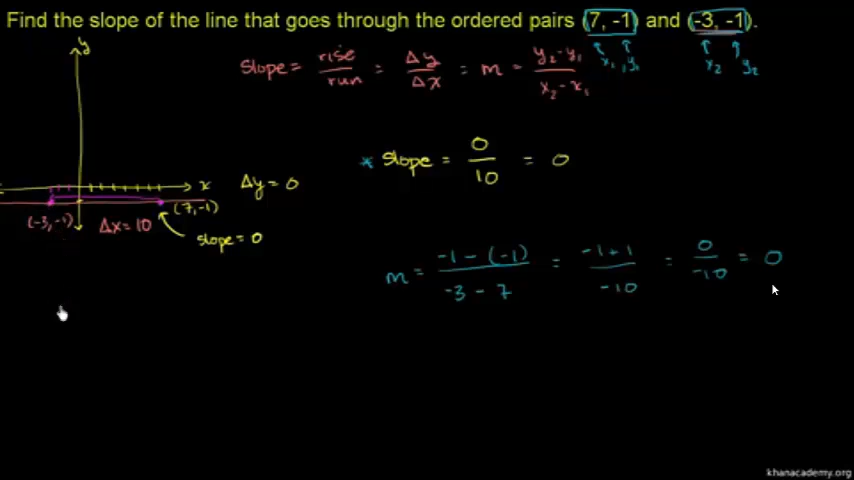 Find the slope of the line that goes through the ordered pairs (7, -1) and (-3, -1).
y
Slope = rise/run = Δy/Δx = m = y₂-y₁/x₂-x₁
x₁, y₁
x₂ y₂
* slope = 0/10 = 0
x
Δy = 0
(-3, -1)
Δx = 10
(7, -1)
slope = 0
m = -1 - (-1)/-3 - 7 = -1 + 1/-10 = 0/-10 = 0
khanacademy.org